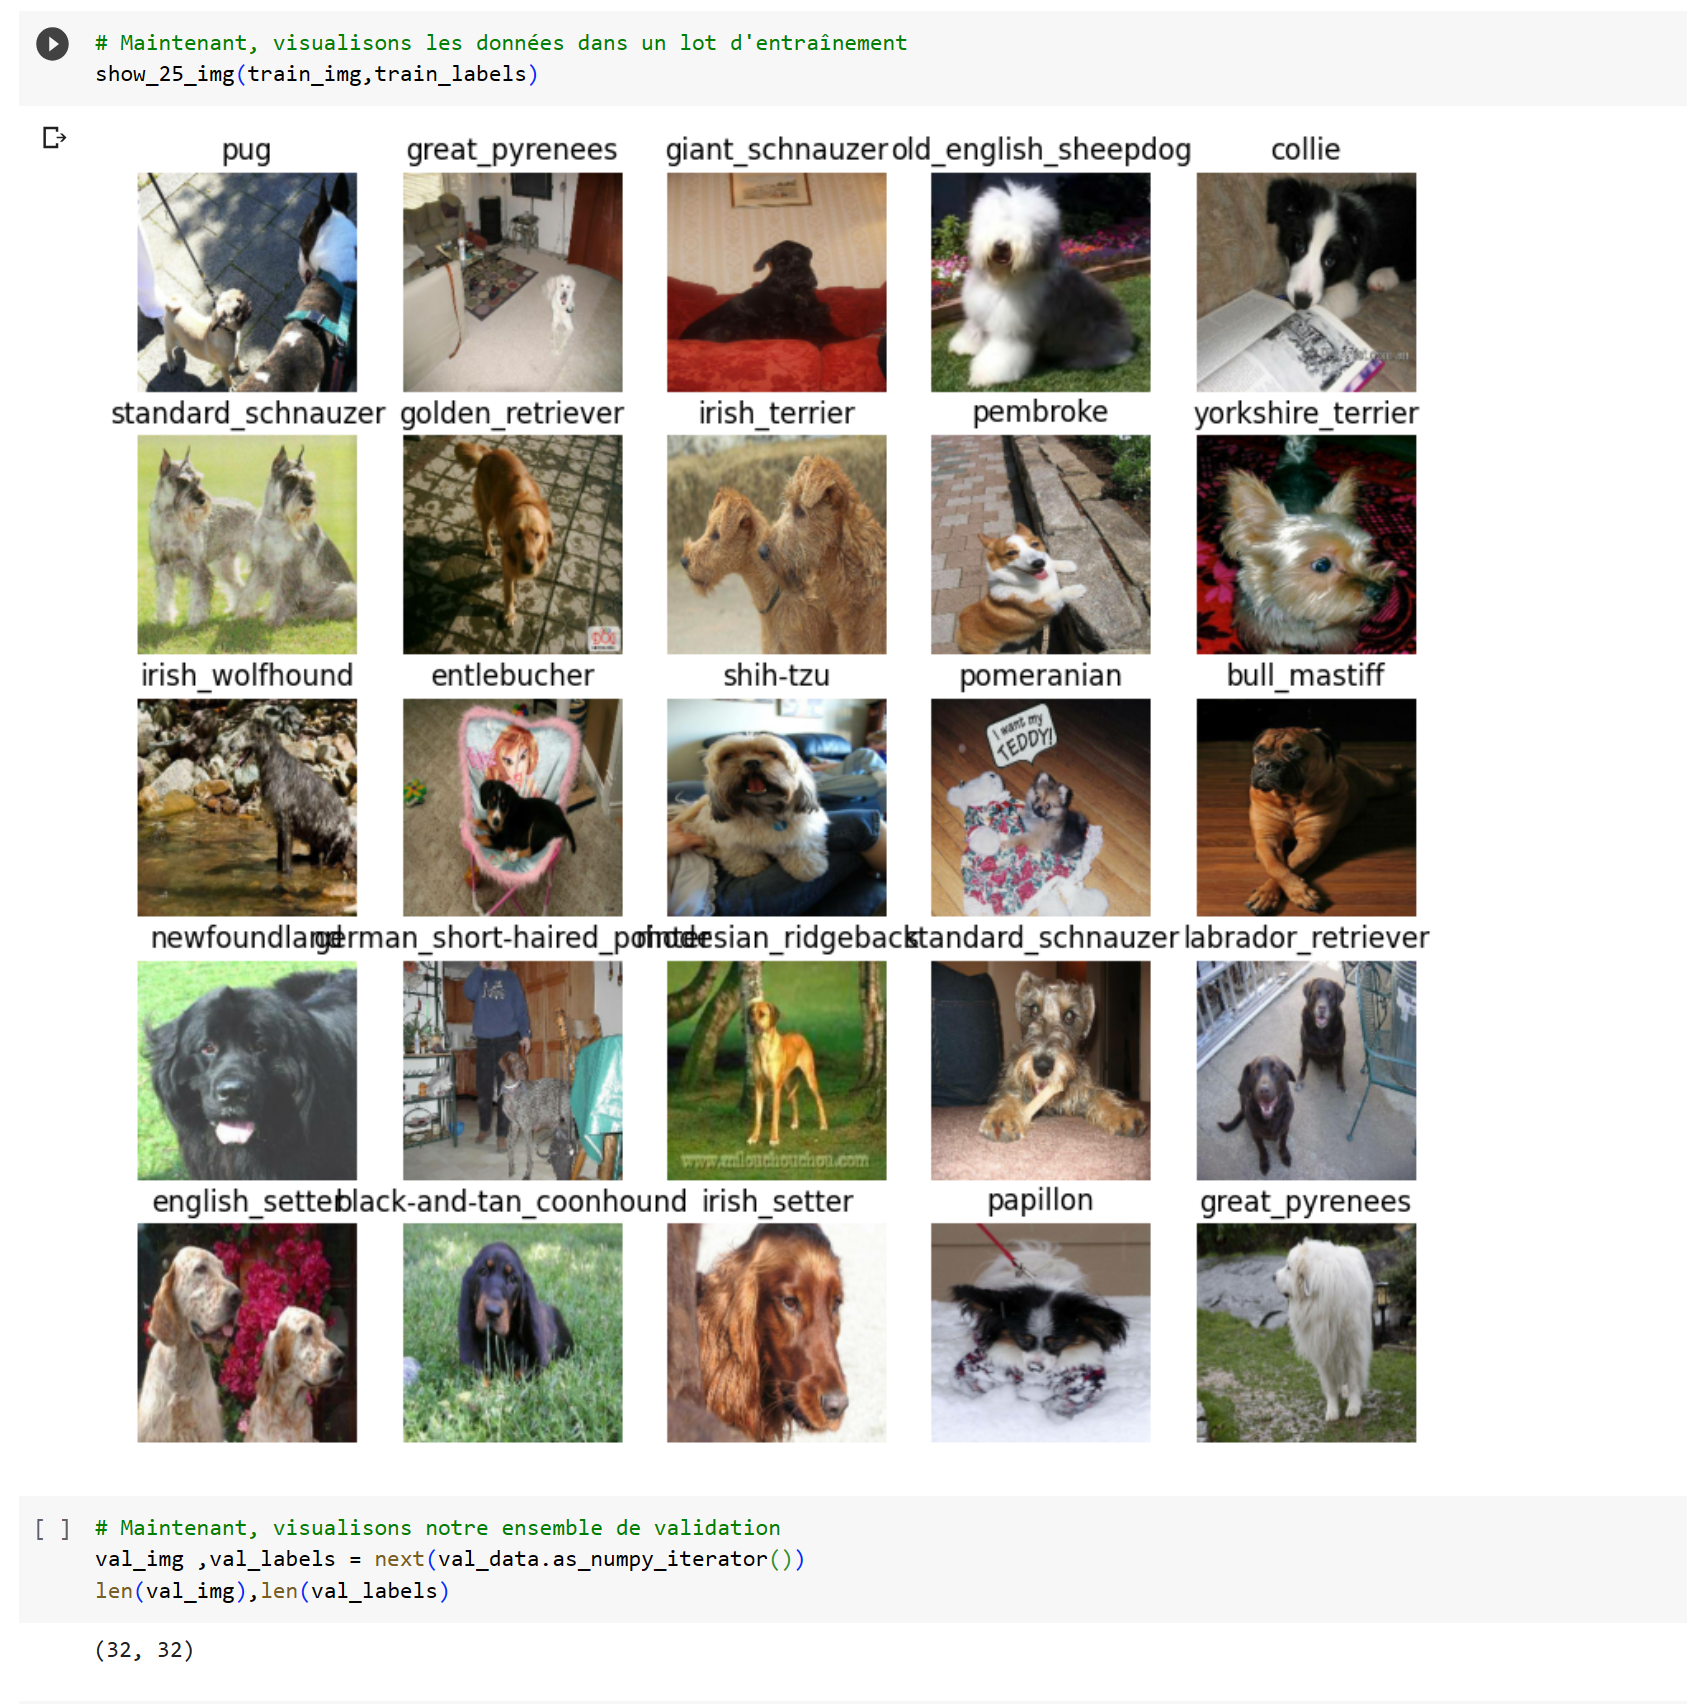 # Maintenant, visualisons les données dans un lot d'entraînement
show_25_img(train_img,train_labels)
pug great_pyrenees giant_schnauzer old_english_sheepdog collie
standard_schnauzer golden_retriever irish_terrier pembroke yorkshire_terrier
DOG
irish_wolfhound entlebucher shih-tzu pomeranian bull_mastiff
I want my
TEDDY!
newfoundland german_short-haired_pointer rhodesian_ridgeback standard_schnauzer labrador_retriever
english_setter black-and-tan_coonhound irish_setter papillon great_pyrenees
[ ] # Maintenant, visualisons notre ensemble de validation
val_img ,val_labels = next(val_data.as_numpy_iterator())
len(val_img),len(val_labels)
(32, 32)